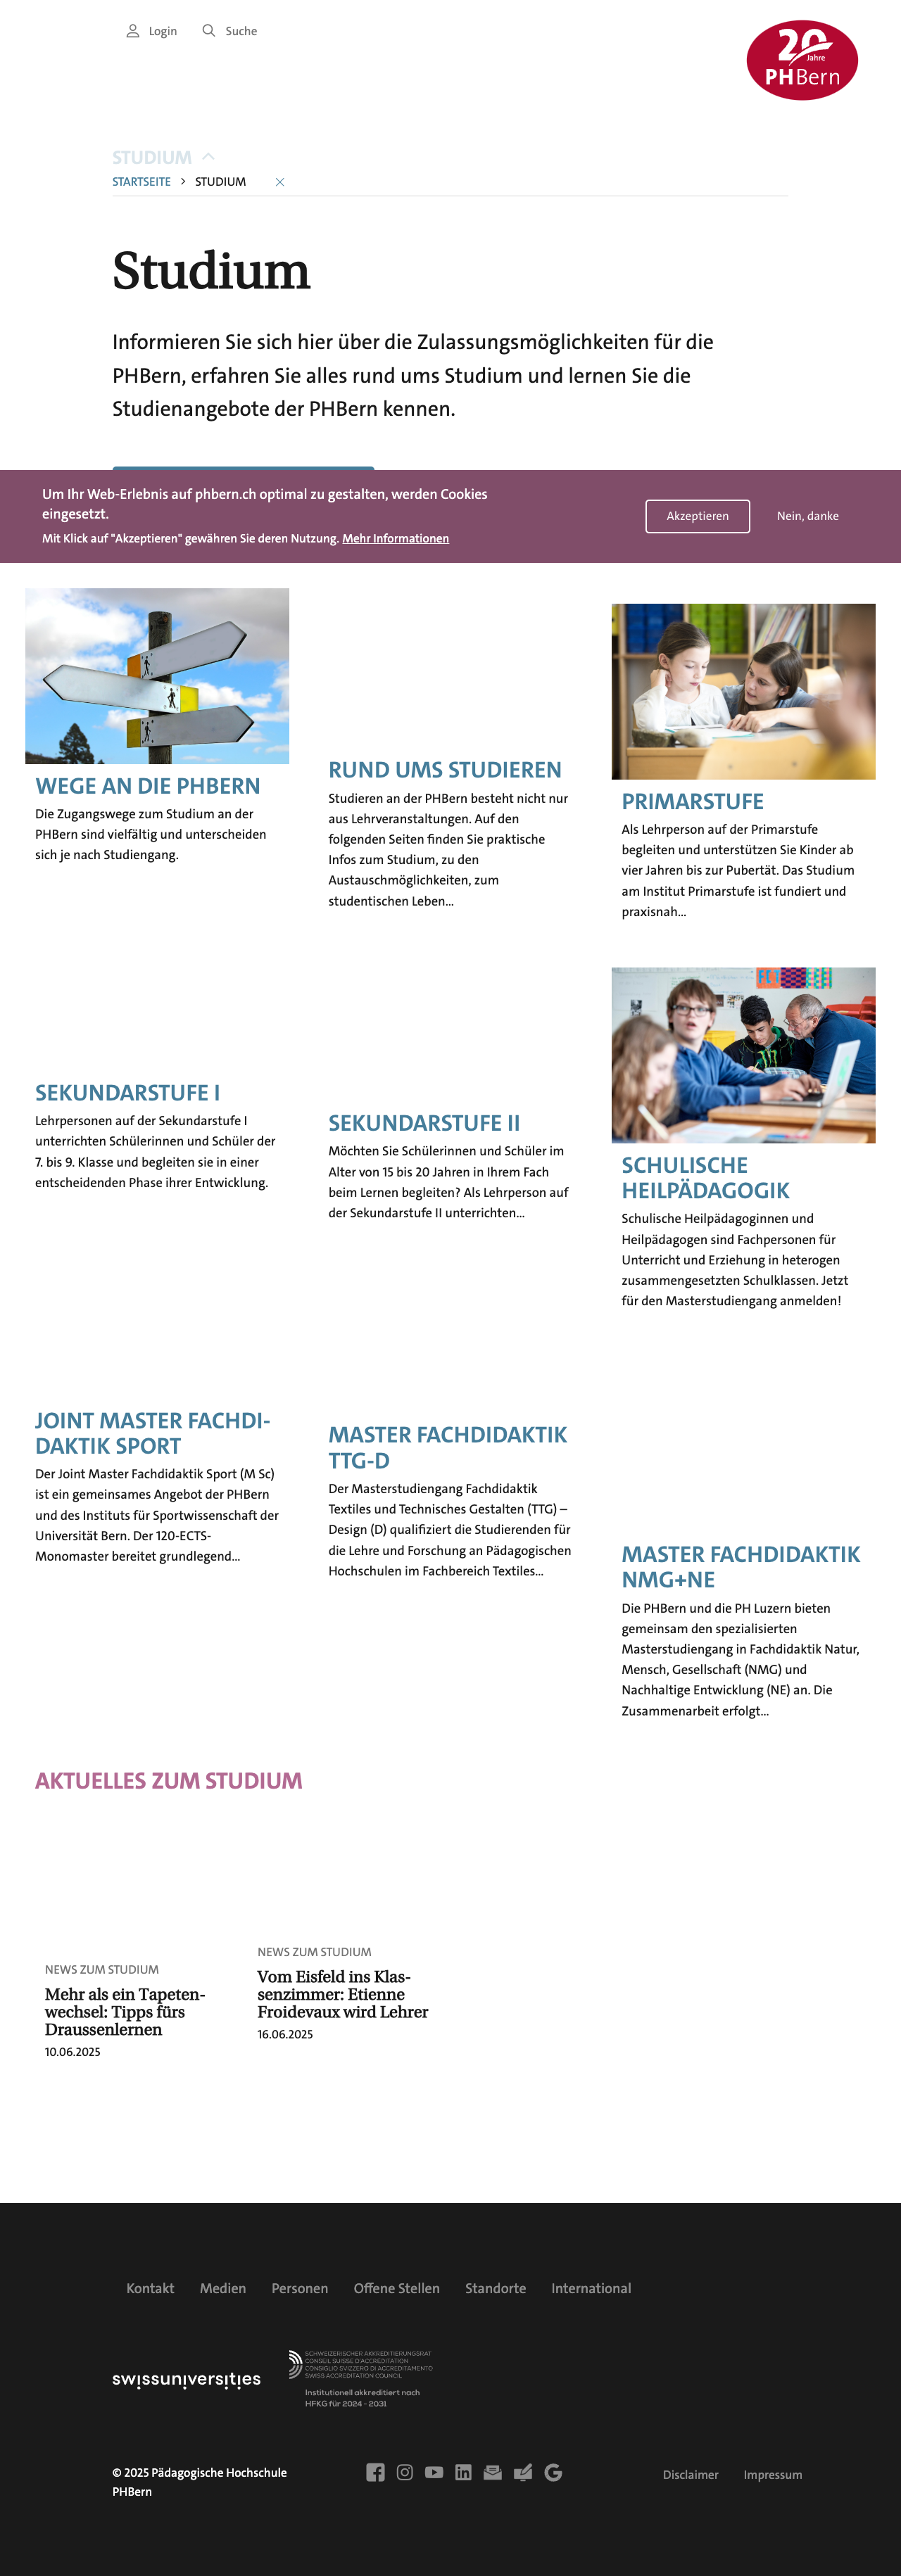 Login
Suche
20
Jahre
PHBern
STUDIUM
STARTSEITE
STUDIUM
Studium
Informieren Sie sich hier über die Zulassungsmöglichkeiten für die
PHBern, erfahren Sie alles rund ums Studium und lernen Sie die
Studienangebote der PHBern kennen.
Um Ihr Web-Erlebnis auf phbern.ch optimal zu gestalten, werden Cookies
eingesetzt.
Mit Klick auf "Akzeptieren" gewähren Sie deren Nutzung. Mehr Informationen
Akzeptieren
Nein, danke
WEGE AN DIE PHBERN
Die Zugangswege zum Studium an der
PHBern sind vielfältig und unterscheiden
sich je nach Studiengang.
RUND UMS STUDIEREN
Studieren an der PHBern besteht nicht nur
aus Lehrveranstaltungen. Auf den
folgenden Seiten finden Sie praktische
Infos zum Studium, zu den
Austauschmöglichkeiten, zum
studentischen Leben...
PRIMARSTUFE
Als Lehrperson auf der Primarstufe
begleiten und unterstützen Sie Kinder ab
vier Jahren bis zur Pubertät. Das Studium
am Institut Primarstufe ist fundiert und
praxisnah...
SEKUNDARSTUFE I
Lehrpersonen auf der Sekundarstufe I
unterrichten Schülerinnen und Schüler der
7. bis 9. Klasse und begleiten sie in einer
entscheidenden Phase ihrer Entwicklung.
SEKUNDARSTUFE II
Möchten Sie Schülerinnen und Schüler im
Alter von 15 bis 20 Jahren in Ihrem Fach
beim Lernen begleiten? Als Lehrperson auf
der Sekundarstufe II unterrichten...
SCHULISCHE
HEILPÄDAGOGIK
Schulische Heilpädagoginnen und
Heilpädagogen sind Fachpersonen für
Unterricht und Erziehung in heterogen
zusammengesetzten Schulklassen. Jetzt
für den Masterstudiengang anmelden!
JOINT MASTER FACHDI-
DAKTIK SPORT
Der Joint Master Fachdidaktik Sport (M Sc)
ist ein gemeinsames Angebot der PHBern
und des Instituts für Sportwissenschaft der
Universität Bern. Der 120-ECTS-
Monomaster bereitet grundlegend...
MASTER FACHDIDAKTIK
TTG-D
Der Masterstudiengang Fachdidaktik
Textiles und Technisches Gestalten (TTG) –
Design (D) qualifiziert die Studierenden für
die Lehre und Forschung an Pädagogischen
Hochschulen im Fachbereich Textiles...
MASTER FACHDIDAKTIK
NMG+NE
Die PHBern und die PH Luzern bieten
gemeinsam den spezialisierten
Masterstudiengang in Fachdidaktik Natur,
Mensch, Gesellschaft (NMG) und
Nachhaltige Entwicklung (NE) an. Die
Zusammenarbeit erfolgt...
AKTUELLES ZUM STUDIUM
NEWS ZUM STUDIUM
Mehr als ein Tapeten-
wechsel: Tipps fürs
Draussenlernen
10.06.2025
NEWS ZUM STUDIUM
Vom Eisfeld ins Klas-
senzimmer: Etienne
Froidevaux wird Lehrer
16.06.2025
Kontakt
Medien
Personen
Offene Stellen
Standorte
International
swissuniversities
SCHWEIZERISCHER AKKREDITIERUNGSRAT
CONSEIL SUISSE D'ACCRÉDITATION
CONSIGLIO SVIZZERO DI ACCREDITAMENTO
SWISS ACCREDITATION COUNCIL
Institutionell akkreditiert nach
HFKG für 2024 - 2031
© 2025 Pädagogische Hochschule
PHBern
Disclaimer
Impressum